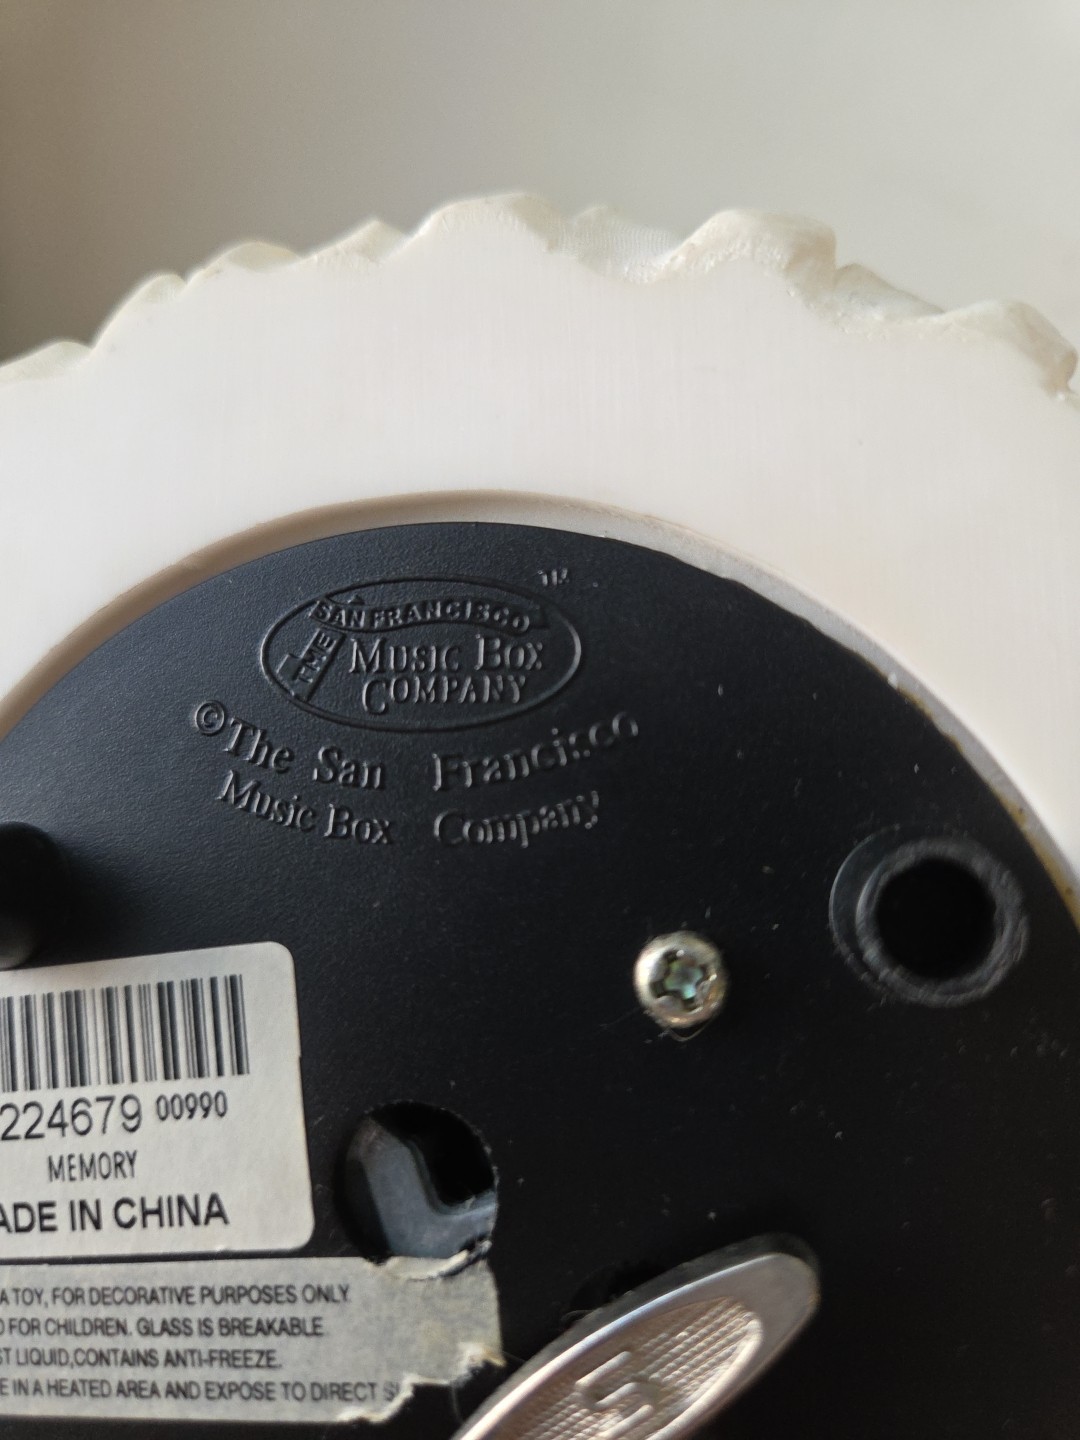 TM
THE
SAN FRANCISCO
MUSIC BOX
COMPANY
©The San Francisco
Music Box Company
224679 00990
MEMORY
ADE IN CHINA
A TOY, FOR DECORATIVE PURPOSES ONLY
FOR CHILDREN. GLASS IS BREAKABLE
LIQUID,CONTAINS ANTI-FREEZE.
IN A HEATED AREA AND EXPOSE TO DIRECT